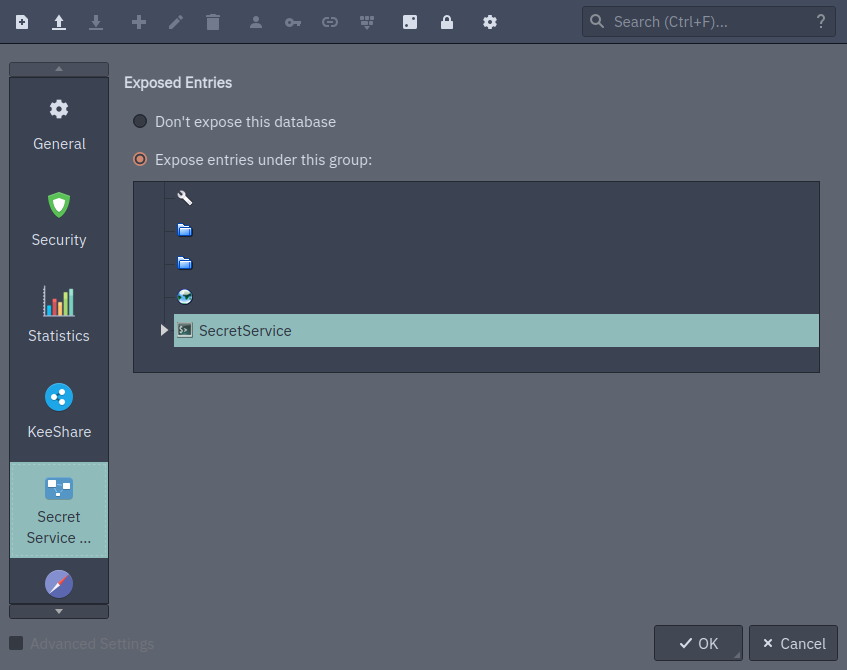 Search (Ctrl+F)... ?
Exposed Entries
Don't expose this database
Expose entries under this group:
SecretService
General
Security
Statistics
KeeShare
Secret
Service ...
Advanced Settings
OK
Cancel